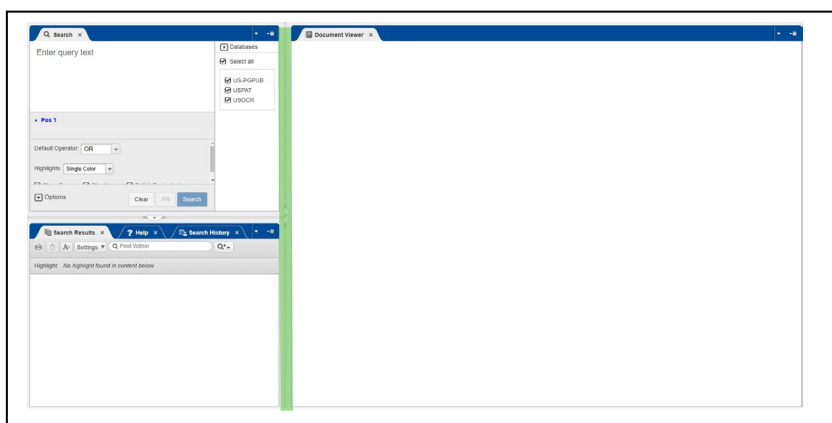 Search ×
Enter query text
Databases
Select all
US-PGPUB
USPAT
USOCR
Pos 1
Default Operator: OR
Highlights: Single Color
Options
Clear PN Search
Search Results × ? Help × Search History ×
Settings Find Within
Highlight: No highlight found in content below
Document Viewer ×